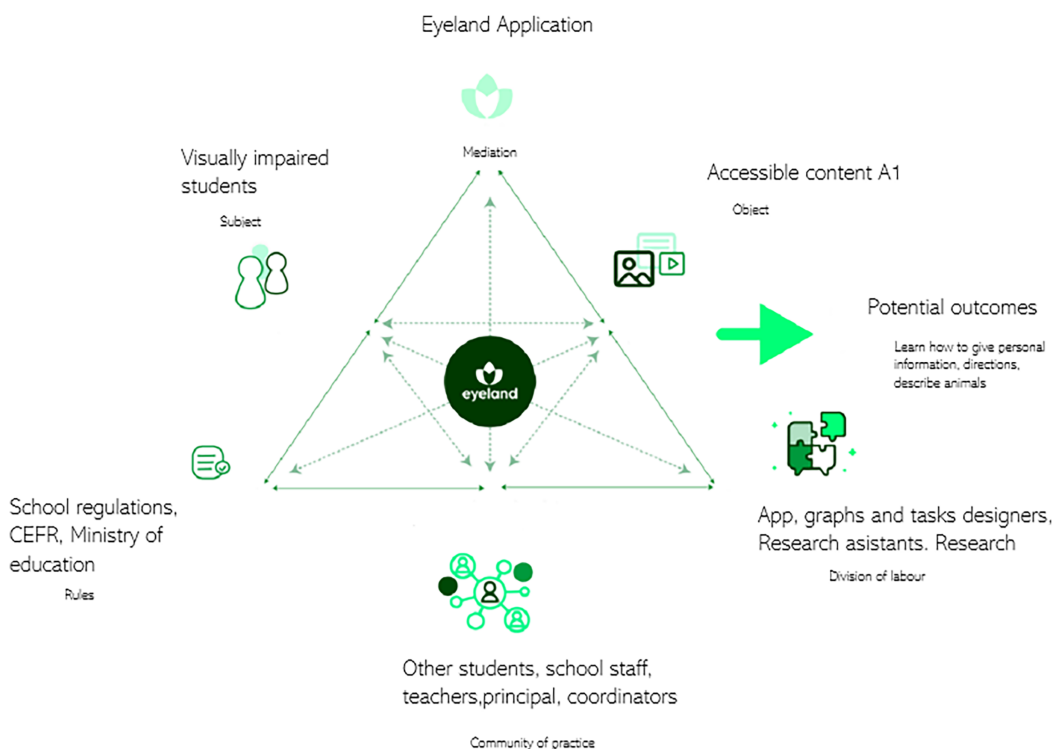 Eyeland Application
Mediation
Visually impaired
students
Subject
Accessible content A1
Object
Potential outcomes
Learn how to give personal
information, directions,
describe animals
eyeland
School regulations,
CEFR, Ministry of
education
Rules
App, graphs and tasks designers,
Research asistants. Research
Division of labour
Other students, school staff,
teachers,principal, coordinators
Community of practice